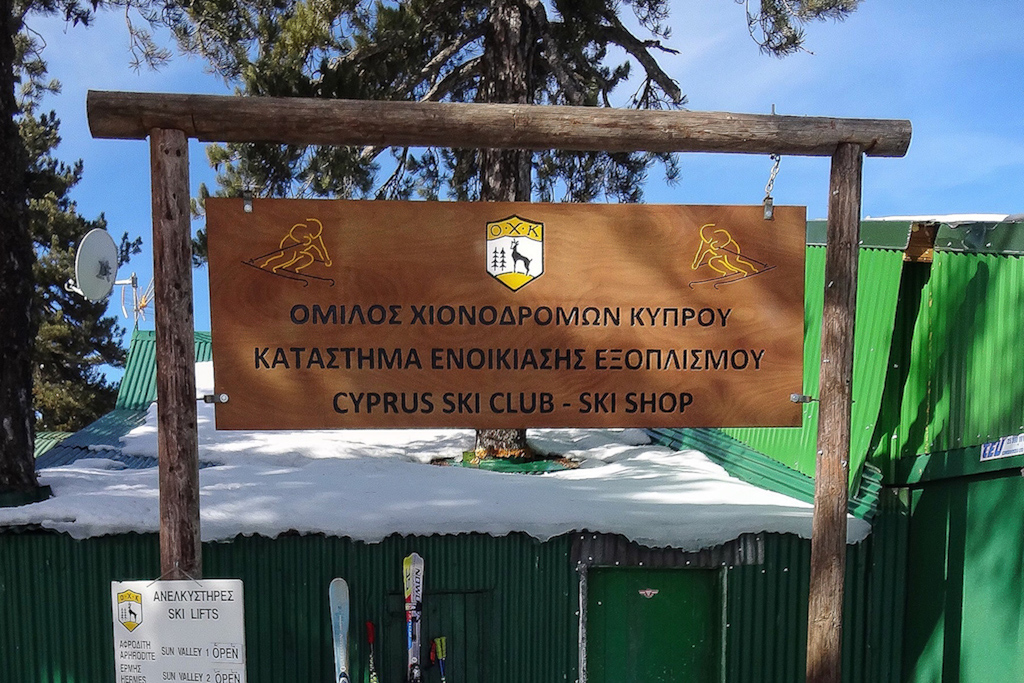 Ο·Χ·Κ
ΟΜΙΛΟΣ ΧΙΟΝΟΔΡΟΜΩΝ ΚΥΠΡΟΥ
ΚΑΤΑΣΤΗΜΑ ΕΝΟΙΚΙΑΣΗΣ ΕΞΟΠΛΙΣΜΟΥ
CYPRUS SKI CLUB - SKI SHOP
Ο·Χ·Κ
ΑΝΕΛΚΥΣΤΗΡΕΣ
SKI LIFTS
ΑΦΡΟΔΙΤΗ
APHRODITE SUN VALLEY 1 OPEN
ΕΡΜΗΣ
HERMES SUN VALLEY 2 OPEN